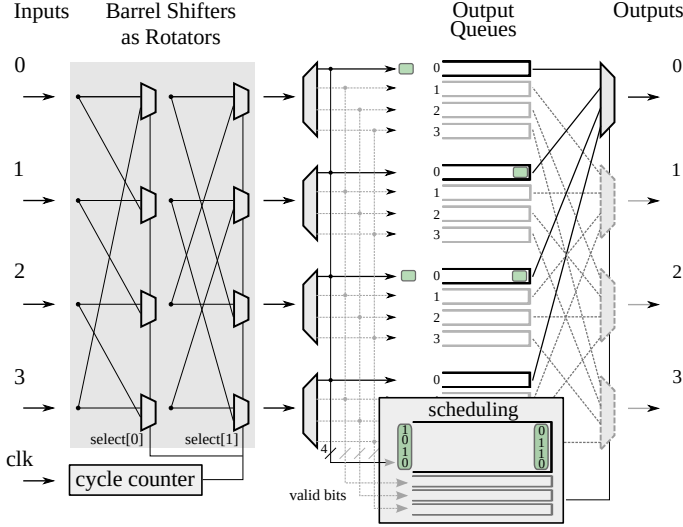 Inputs
Barrel Shifters
as Rotators
Output
Queues
Outputs
0
0
0
1
2
3
1
0
1
1
2
3
2
0
2
1
2
3
3
0
3
scheduling
select[0]
select[1]
4
1
0
1
0
0
1
1
0
clk
cycle counter
valid bits